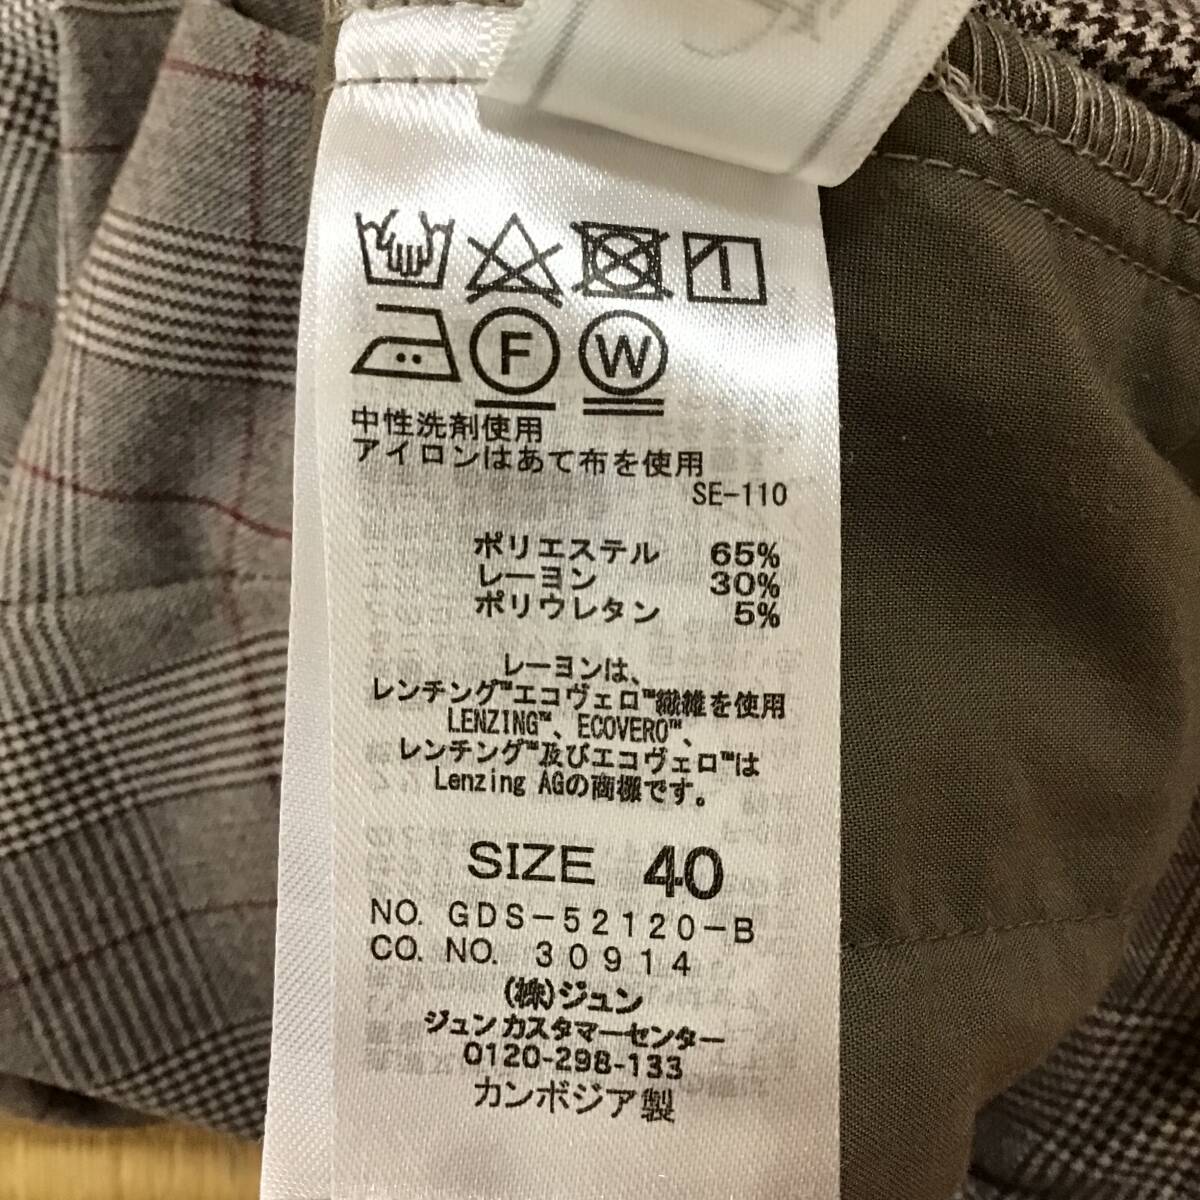 F W
中性洗剤使用
アイロンはあて布を使用
SE-110
ポリエステル 65%
レーヨン 30%
ポリウレタン 5%
レーヨンは、
レンチング™エコヴェロ™繊維を使用
LENZING™、ECOVERO™、
レンチング™及びエコヴェロ™は
Lenzing AGの商標です。
SIZE 40
NO. GDS-52120-B
CO. NO. 30914
(株)ジュン
ジュンカスタマーセンター
0120-298-133
カンボジア製